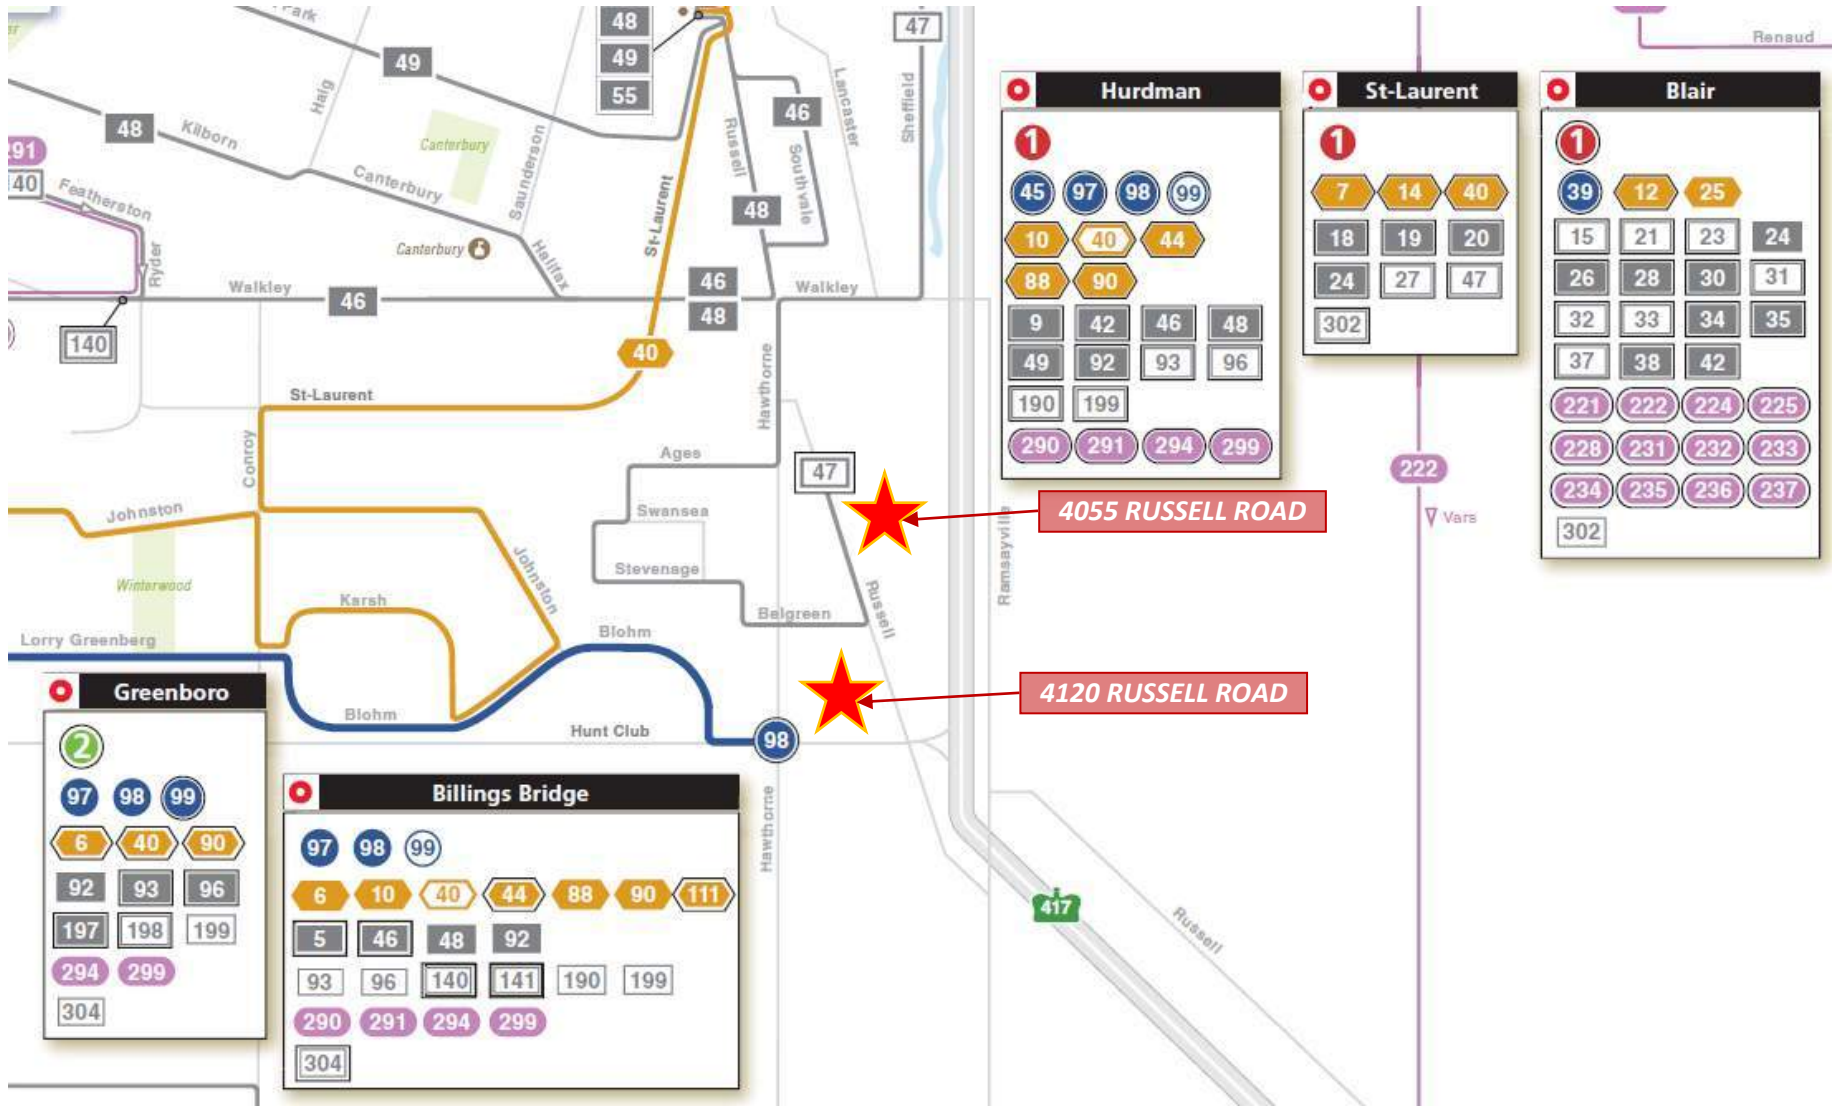 Park
48
49
55
47
Renaud
49
48
Kilborn
Haig
Canterbury
Canterbury
Saunderson
Russell
46
Southvale
Lancaster
Sheffield
291
140
Featherston
Ryder
Canterbury
Halifax
St-Laurent
48
Walkley
46
46
48
Walkley
140
40
St-Laurent
Conroy
Hawthorne
Ages
47
Swansea
Stevenage
Belgreen
Russell
Johnston
Johnston
Winterwood
Karsh
Lorry Greenberg
Blohm
Blohm
Hunt Club
98
Hawthorne
Ramsayville
222
Vars
417
Russell
4055 RUSSELL ROAD
4120 RUSSELL ROAD
Hurdman
1
45 97 98 99
10 40 44
88 90
9 42 46 48
49 92 93 96
190 199
290 291 294 299
St-Laurent
1
7 14 40
18 19 20
24 27 47
302
Blair
1
39 12 25
15 21 23 24
26 28 30 31
32 33 34 35
37 38 42
221 222 224 225
228 231 232 233
234 235 236 237
302
Greenboro
2
97 98 99
6 40 90
92 93 96
197 198 199
294 299
304
Billings Bridge
97 98 99
6 10 40 44 88 90 111
5 46 48 92
93 96 140 141 190 199
290 291 294 299
304